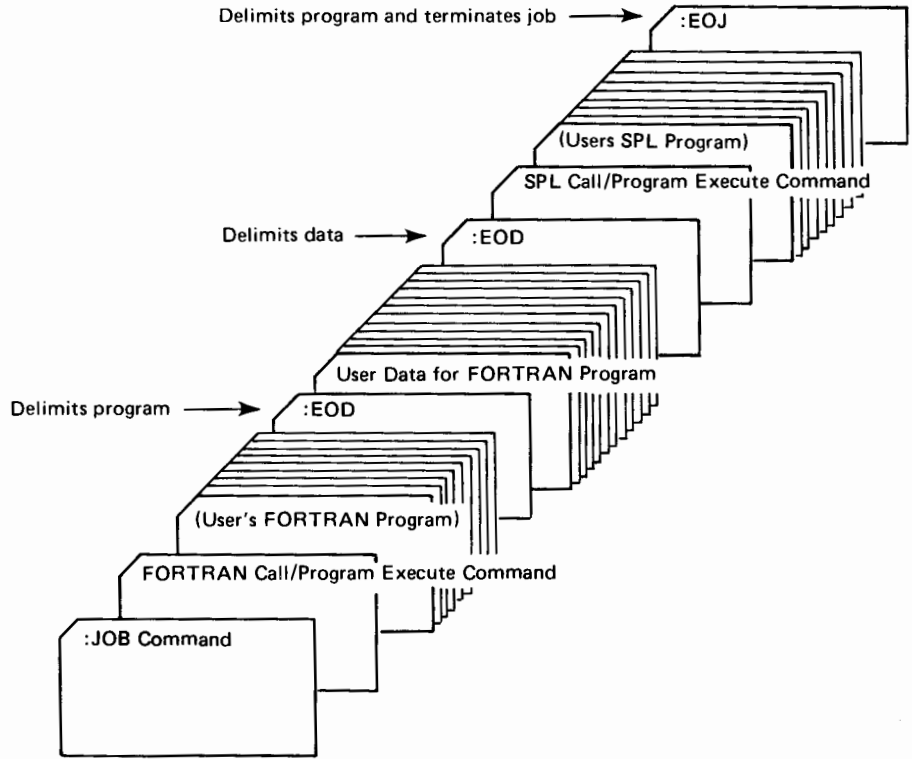 Delimits program and terminates job
:EOJ
(Users SPL Program)
SPL Call/Program Execute Command
Delimits data
:EOD
User Data for FORTRAN Program
Delimits program
:EOD
(User's FORTRAN Program)
FORTRAN Call/Program Execute Command
:JOB Command